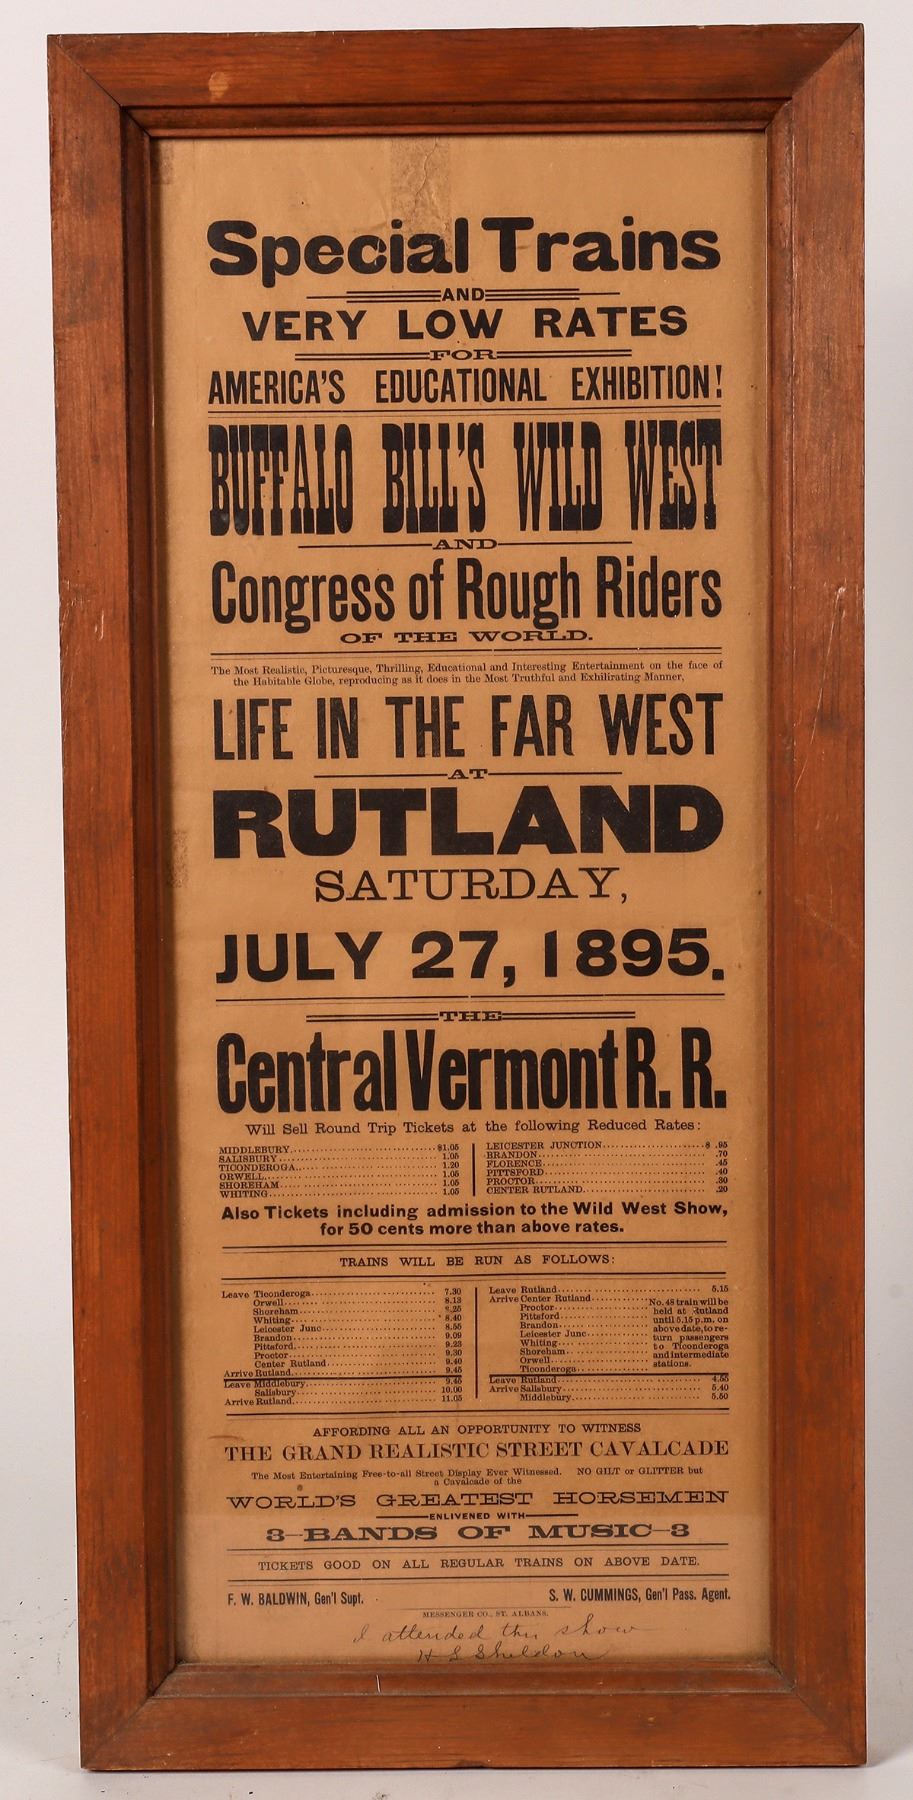 Special Trains
AND
VERY LOW RATES
FOR
AMERICA'S EDUCATIONAL EXHIBITION!
BUFFALO BILL'S WILD WEST
AND
Congress of Rough Riders
OF THE WORLD.
The Most Realistic, Picturesque, Thrilling, Educational and Interesting Entertainment on the face of
the Habitable Globe, reproducing as it does in the Most Truthful and Exhilirating Manner,
LIFE IN THE FAR WEST
AT
RUTLAND
SATURDAY,
JULY 27, 1895.
THE
Central Vermont R. R.
Will Sell Round Trip Tickets at the following Reduced Rates:
MIDDLEBURY $1.05
SALISBURY 1.05
TICONDEROGA 1.20
ORWELL 1.05
SHOREHAM 1.05
WHITING 1.05
LEICESTER JUNCTION $ .95
BRANDON .70
FLORENCE .45
PITTSFORD .40
PROCTOR .30
CENTER RUTLAND .20
Also Tickets including admission to the Wild West Show,
for 50 cents more than above rates.
TRAINS WILL BE RUN AS FOLLOWS:
Leave Ticonderoga 7.30
Orwell 8.13
Shoreham 8.25
Whiting 8.40
Leicester Junc 8.55
Brandon 9.09
Pittsford 9.23
Proctor 9.30
Center Rutland 9.40
Arrive Rutland 9.45
Leave Middlebury 9.45
Salisbury 10.00
Arrive Rutland 11.05
Leave Rutland 5.15
Arrive Center Rutland
Proctor
Pittsford
Brandon
Leicester Junc
Whiting
Shoreham
Orwell
Ticonderoga
No. 48 train will be
held at Rutland
until 5.15 p.m. on
above date, to re-
turn passengers
to Ticonderoga
and intermediate
stations.
Leave Rutland 4.55
Arrive Salisbury 5.40
Middlebury 5.50
AFFORDING ALL AN OPPORTUNITY TO WITNESS
THE GRAND REALISTIC STREET CAVALCADE
The Most Entertaining Free-to-all Street Display Ever Witnessed. NO GILT or GLITTER but
a Cavalcade of the
WORLD'S GREATEST HORSEMEN
ENLIVENED WITH
3-BANDS OF MUSIC-3
TICKETS GOOD ON ALL REGULAR TRAINS ON ABOVE DATE.
F. W. BALDWIN, Gen'l Supt. S. W. CUMMINGS, Gen'l Pass. Agent.
MESSENGER CO., ST. ALBANS.
I attended this show
H L Sheldon